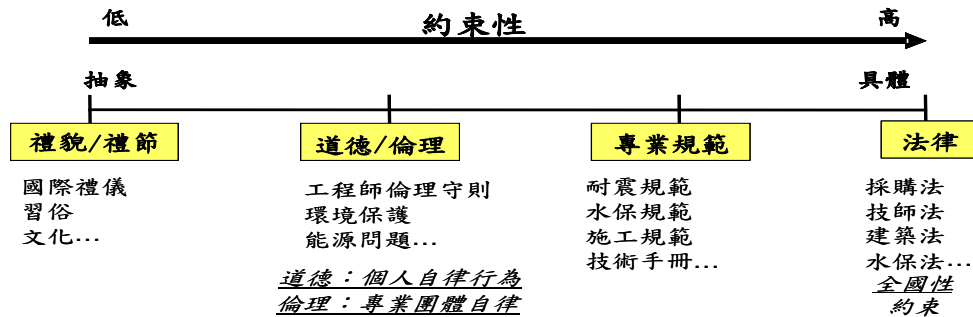 低
約束性
高
抽象
具體
禮貌/禮節
道德/倫理
專業規範
法律
國際禮儀
習俗
文化...
工程師倫理守則
環境保護
能源問題...
道德：個人自律行為
倫理：專業團體自律
耐震規範
水保規範
施工規範
技術手冊...
採購法
技師法
建築法
水保法...
全國性
約束